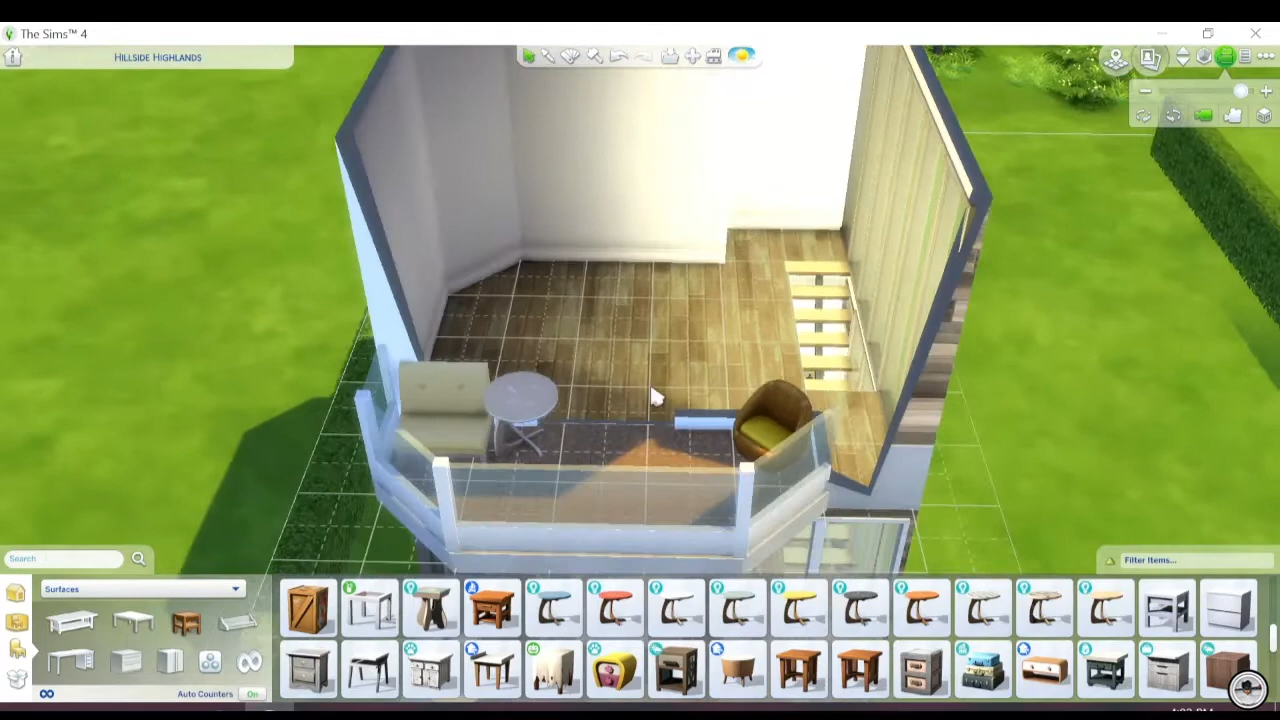 The Sims™ 4
HILLSIDE HIGHLANDS
Search
Filter Items...
Surfaces
Auto Counters
On